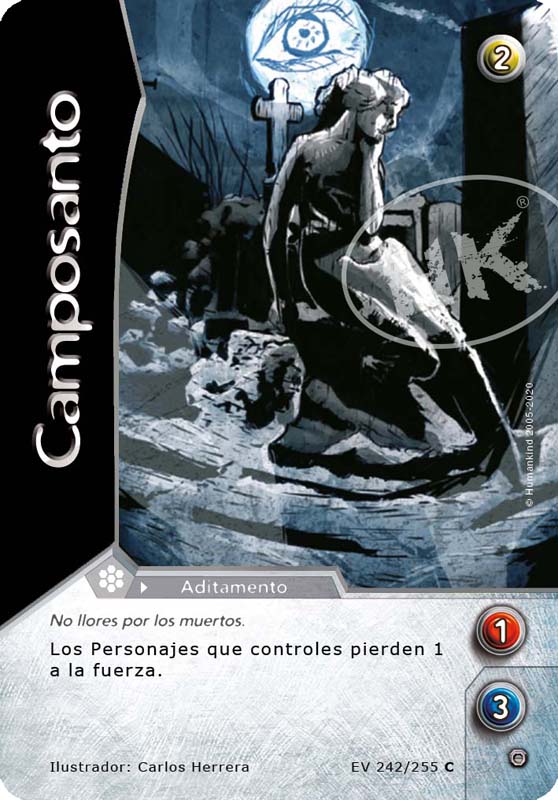 Camposanto
2
HK
®
© Humankind 2005-2020
Aditamento
No llores por los muertos.
Los Personajes que controles pierden 1
a la fuerza.
1
3
Ilustrador: Carlos Herrera
EV 242/255 C